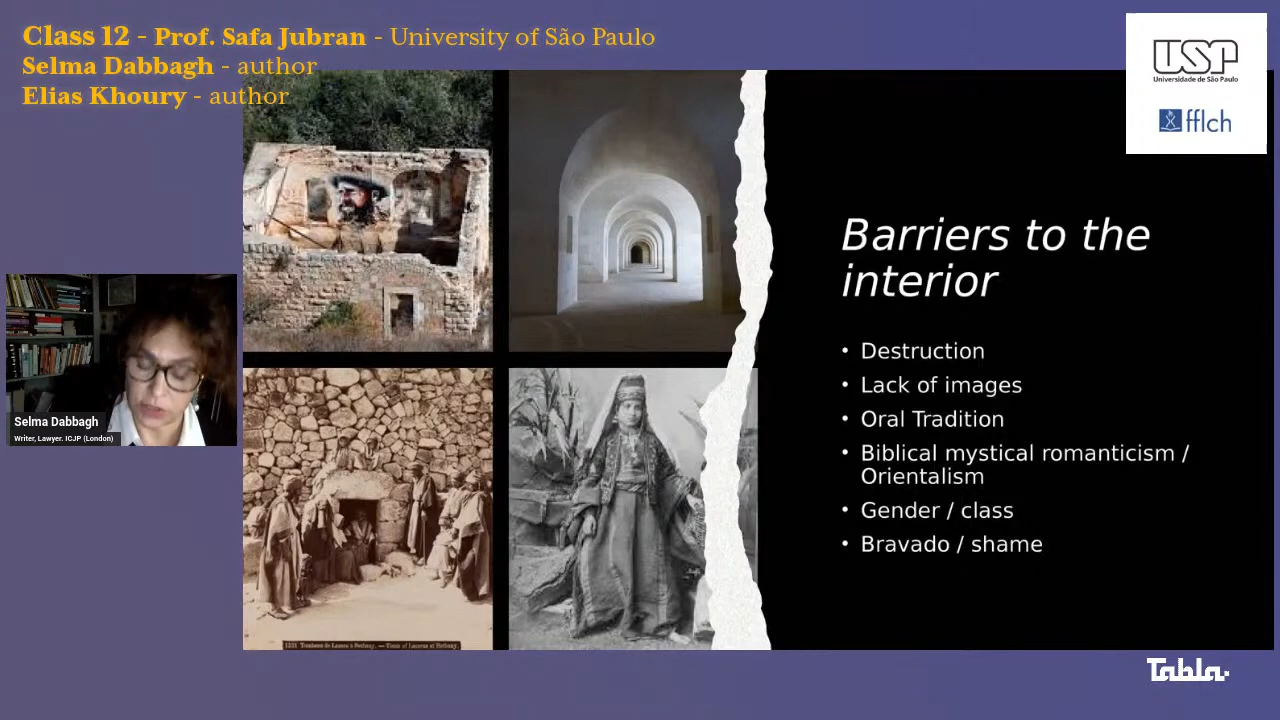 Class 12 - Prof. Safa Jubran - University of São Paulo
Selma Dabbagh - author
Elias Khoury - author
USP
Universidade de São Paulo
fflch
Barriers to the
interior
• Destruction
• Lack of images
• Oral Tradition
• Biblical mystical romanticism /
Orientalism
• Gender / class
• Bravado / shame
Selma Dabbagh
Writer, Lawyer. ICJP (London)
Tabla.